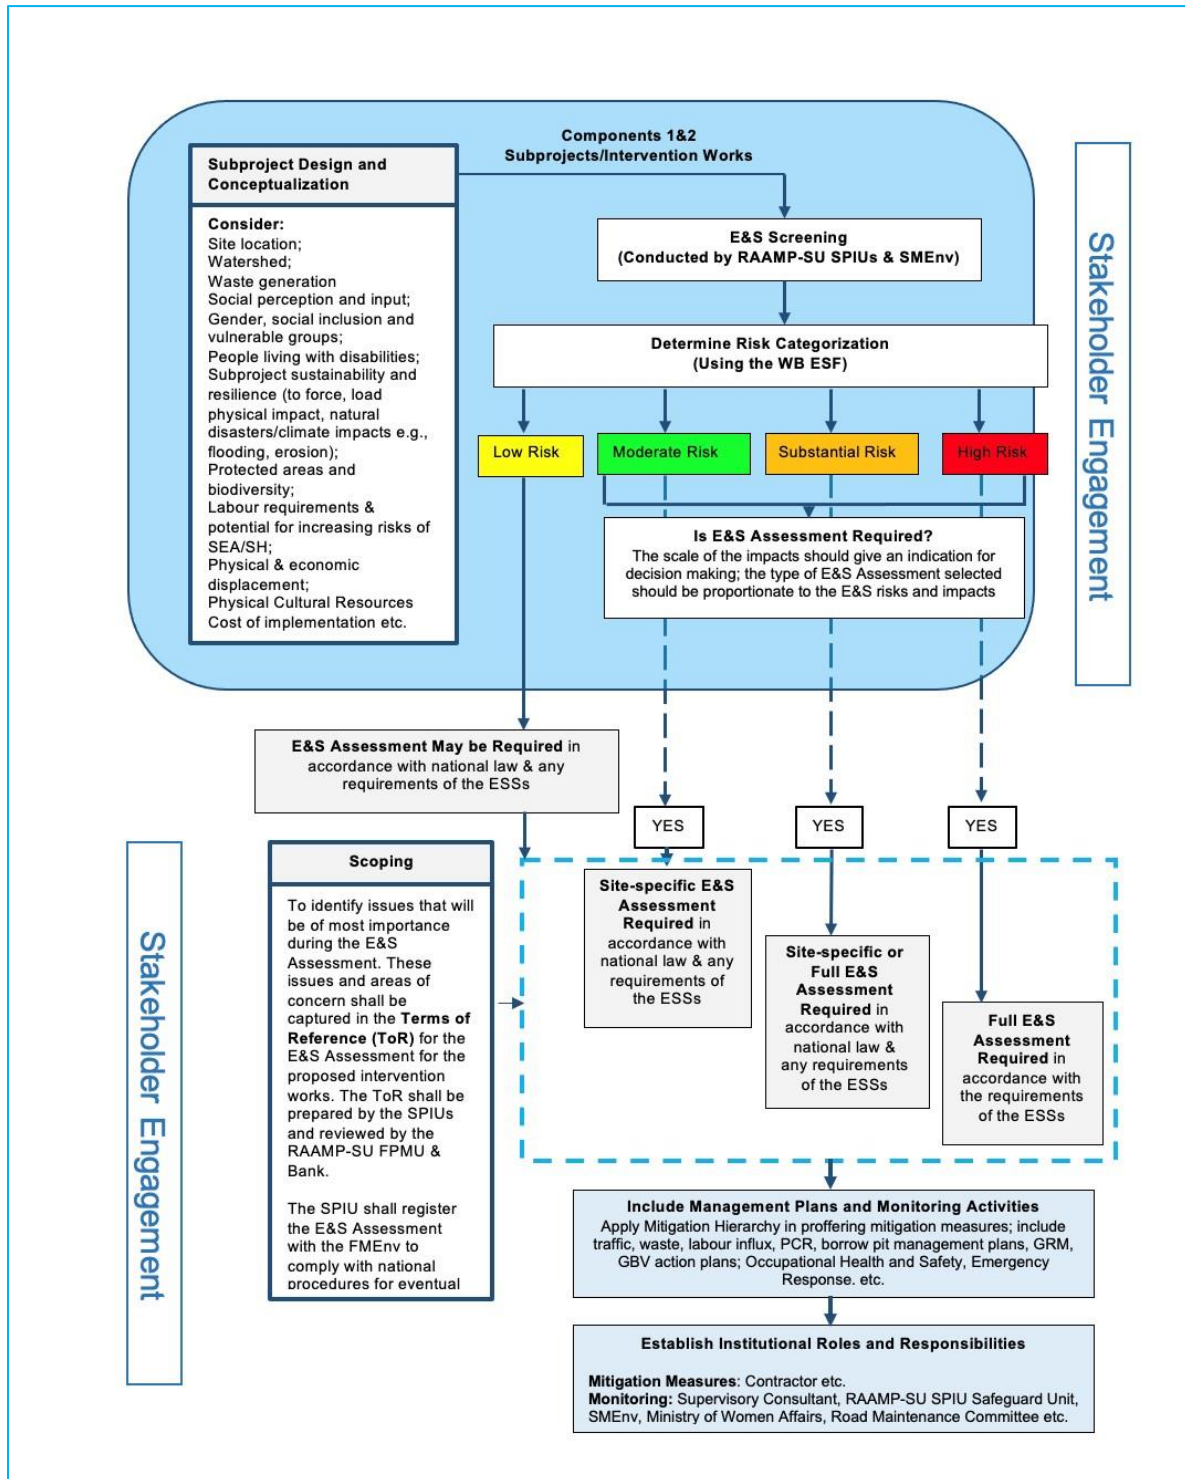 Components 1&2
Subprojects/Intervention Works
Subproject Design and
Conceptualization
Consider:
Site location;
Watershed;
Waste generation
Social perception and input;
Gender, social inclusion and
vulnerable groups;
People living with disabilities;
Subproject sustainability and
resilience (to force, load
physical impact, natural
disasters/climate impacts e.g.,
flooding, erosion);
Protected areas and
biodiversity;
Labour requirements &
potential for increasing risks of
SEA/SH;
Physical & economic
displacement;
Physical Cultural Resources
Cost of implementation etc.
E&S Screening
(Conducted by RAAMP-SU SPIUs & SMEnv)
Determine Risk Categorization
(Using the WB ESF)
Low Risk
Moderate Risk
Substantial Risk
High Risk
Is E&S Assessment Required?
The scale of the impacts should give an indication for
decision making; the type of E&S Assessment selected
should be proportionate to the E&S risks and impacts
Stakeholder Engagement
E&S Assessment May be Required in
accordance with national law & any
requirements of the ESSs
YES
YES
YES
Stakeholder Engagement
Scoping
To identify issues that will
be of most importance
during the E&S
Assessment. These
issues and areas of
concern shall be
captured in the Terms of
Reference (ToR) for the
E&S Assessment for the
proposed intervention
works. The ToR shall be
prepared by the SPIUs
and reviewed by the
RAAMP-SU FPMU &
Bank.
The SPIU shall register
the E&S Assessment
with the FMEnv to
comply with national
procedures for eventual
Site-specific E&S
Assessment
Required in
accordance with
national law & any
requirements of
the ESSs
Site-specific or
Full E&S
Assessment
Required in
accordance with
national law &
any requirements
of the ESSs
Full E&S
Assessment
Required in
accordance with
the requirements
of the ESSs
Include Management Plans and Monitoring Activities
Apply Mitigation Hierarchy in proffering mitigation measures; include
traffic, waste, labour influx, PCR, borrow pit management plans, GRM,
GBV action plans; Occupational Health and Safety, Emergency
Response. etc.
Establish Institutional Roles and Responsibilities
Mitigation Measures: Contractor etc.
Monitoring: Supervisory Consultant, RAAMP-SU SPIU Safeguard Unit,
SMEnv, Ministry of Women Affairs, Road Maintenance Committee etc.